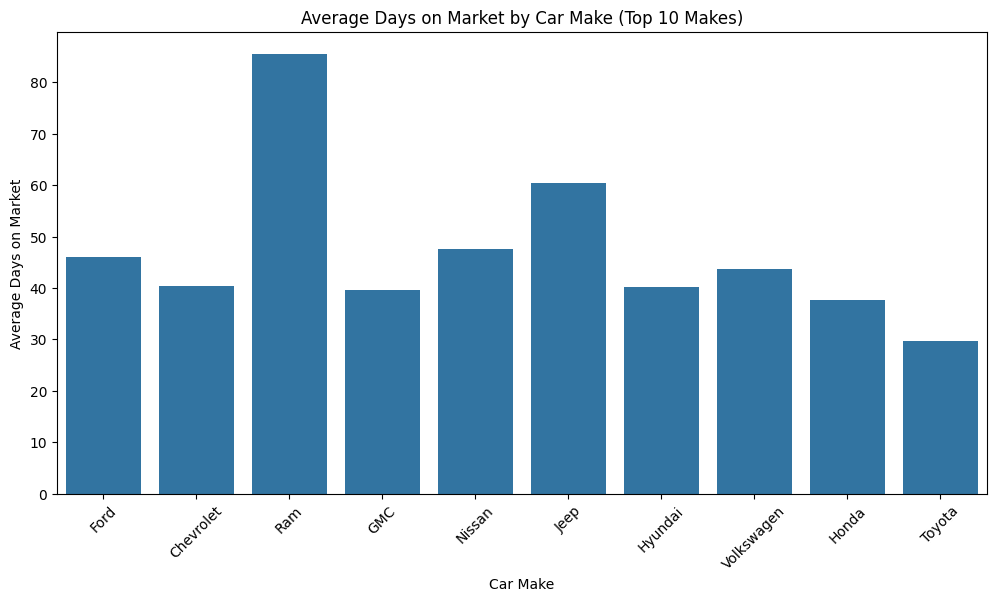 Average Days on Market by Car Make (Top 10 Makes)
Average Days on Market
80
70
60
50
40
30
20
10
0
Ford
Chevrolet
Ram
GMC
Nissan
Jeep
Hyundai
Volkswagen
Honda
Toyota
Car Make